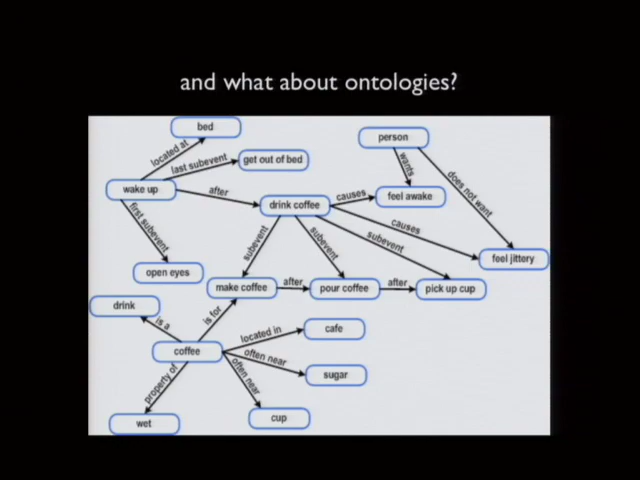 and what about ontologies?
bed
person
located at
last subevent
get out of bed
wants
does not want
wake up
after
drink coffee
causes
feel awake
first subevent
subevent
subevent
subevent
causes
feel jittery
open eyes
make coffee
after
pour coffee
after
pick up cup
drink
is a
is for
located in
cafe
coffee
often near
sugar
property of
often near
wet
cup